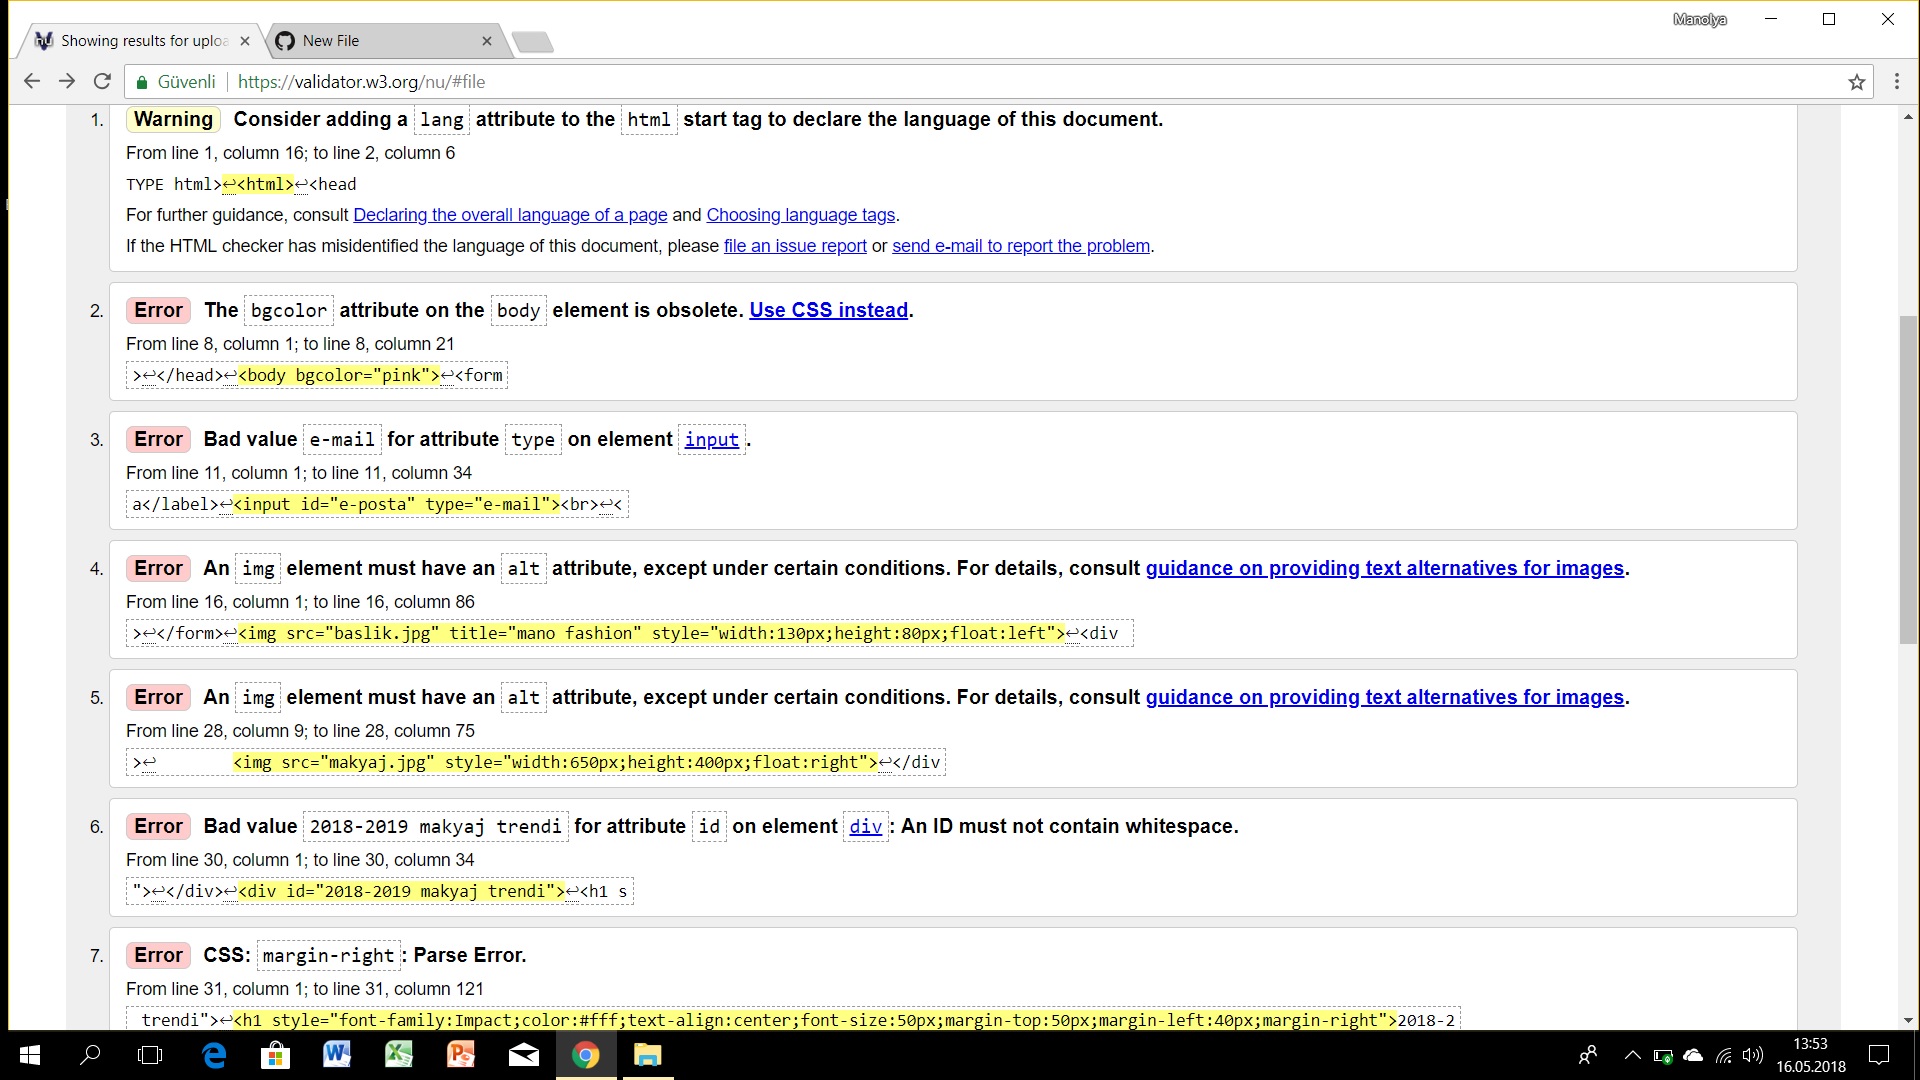 Manolya
Showing results for uploa
New File
Güvenli
https://validator.w3.org/nu/#file
1. Warning Consider adding a lang attribute to the html start tag to declare the language of this document.
From line 1, column 16; to line 2, column 6
TYPE html>↩<html>↩<head
For further guidance, consult Declaring the overall language of a page and Choosing language tags.
If the HTML checker has misidentified the language of this document, please file an issue report or send e-mail to report the problem.
2. Error The bgcolor attribute on the body element is obsolete. Use CSS instead.
From line 8, column 1; to line 8, column 21
>↩</head>↩<body bgcolor="pink">↩<form
3. Error Bad value e-mail for attribute type on element input.
From line 11, column 1; to line 11, column 34
a</label>↩<input id="e-posta" type="e-mail"><br>↩<
4. Error An img element must have an alt attribute, except under certain conditions. For details, consult guidance on providing text alternatives for images.
From line 16, column 1; to line 16, column 86
>↩</form>↩<img src="baslik.jpg" title="mano fashion" style="width:130px;height:80px;float:left">↩<div
5. Error An img element must have an alt attribute, except under certain conditions. For details, consult guidance on providing text alternatives for images.
From line 28, column 9; to line 28, column 75
>↩ <img src="makyaj.jpg" style="width:650px;height:400px;float:right">↩</div
6. Error Bad value 2018-2019 makyaj trendi for attribute id on element div: An ID must not contain whitespace.
From line 30, column 1; to line 30, column 34
">↩</div>↩<div id="2018-2019 makyaj trendi">↩<h1 s
7. Error CSS: margin-right: Parse Error.
From line 31, column 1; to line 31, column 121
trendi">↩<h1 style="font-family:Impact;color:#fff;text-align:center;font-size:50px;margin-top:50px;margin-left:40px;margin-right">2018-2
13:53
16.05.2018